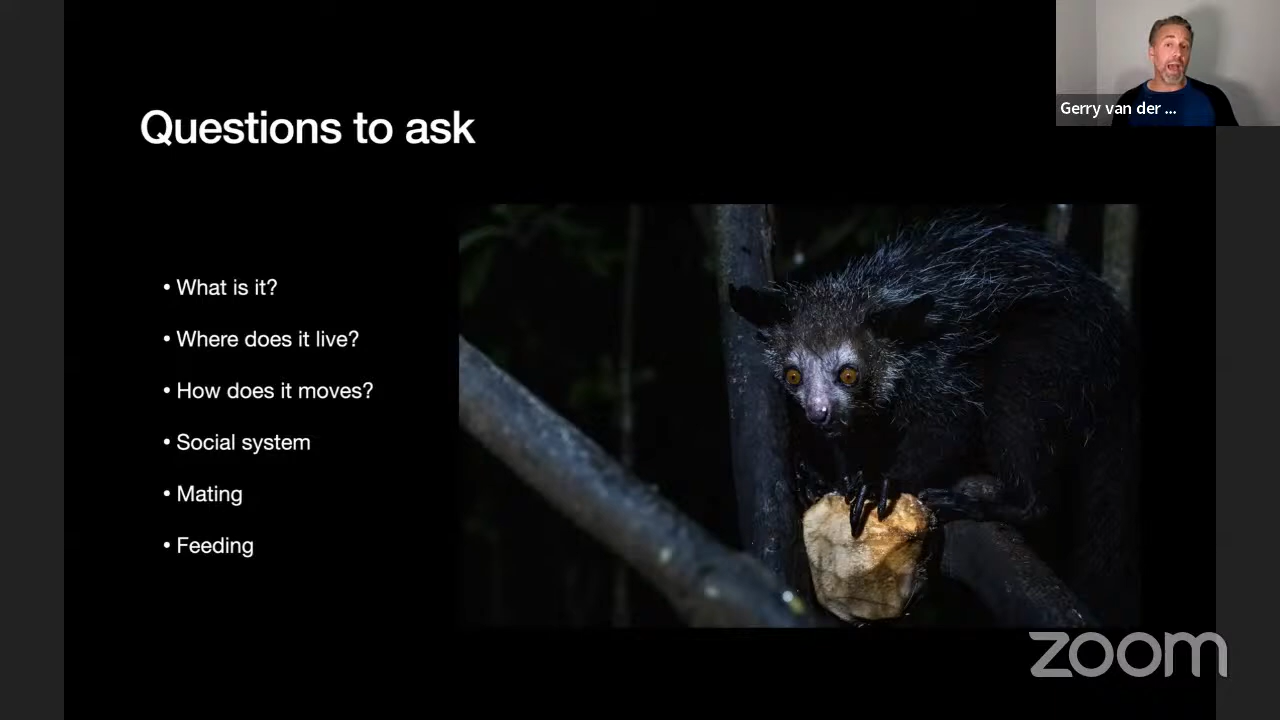 Gerry van der ...
Questions to ask
• What is it?
• Where does it live?
• How does it moves?
• Social system
• Mating
• Feeding
zoom